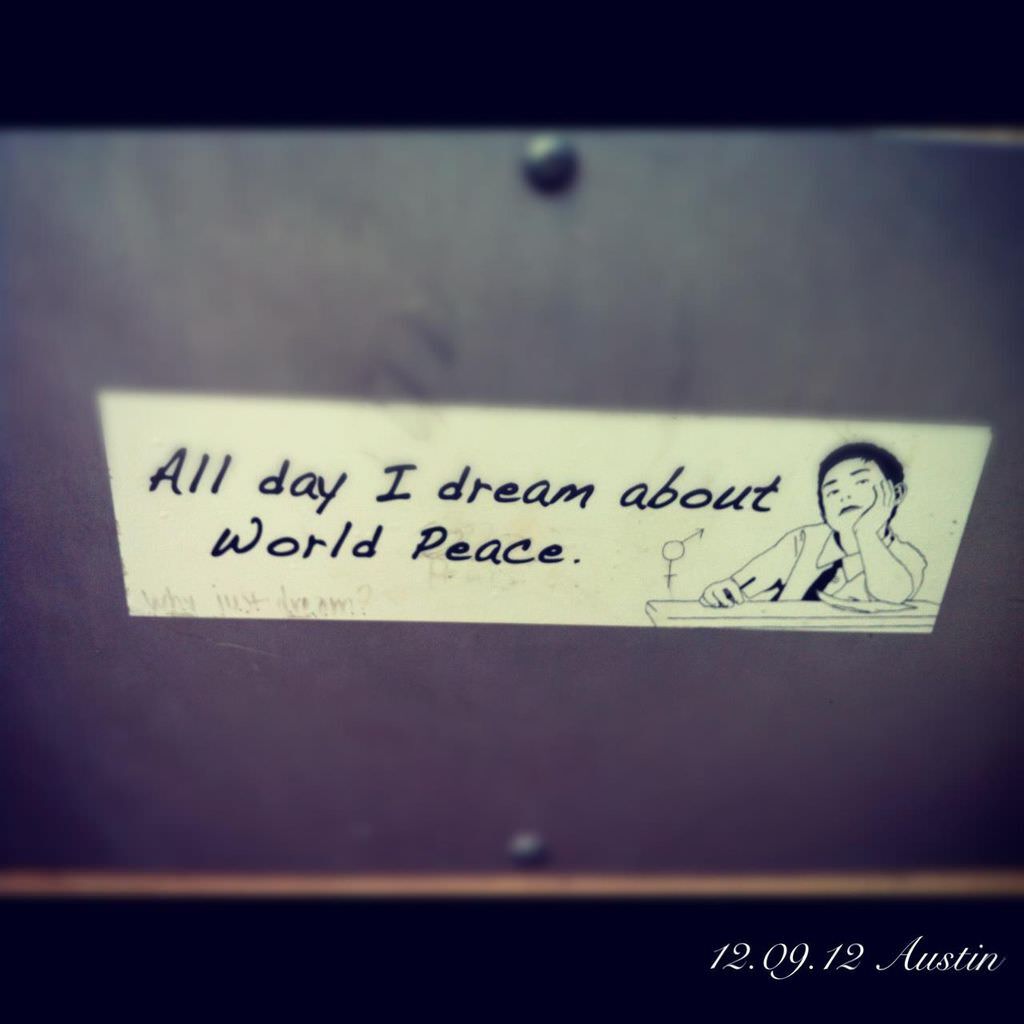 All day I dream about
World Peace.
why just dream?
12.09.12 Austin